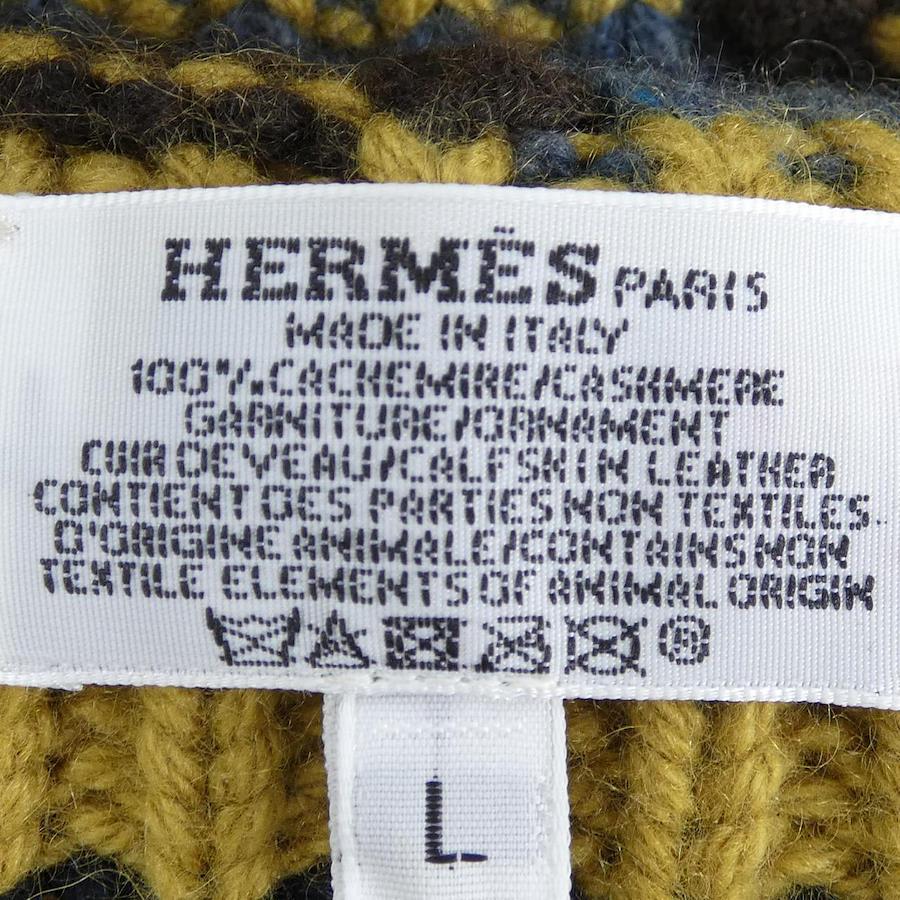 HERMÈS PARIS
MADE IN ITALY
100% CACHEMIRE/CASHMERE
GARNITURE/ORNAMENT
CUIR DE VEAU/CALFSKIN LEATHER
CONTIENT DES PARTIES NON TEXTILES
D'ORIGINE ANIMALE/CONTAINS NON
TEXTILE ELEMENTS OF ANIMAL ORIGIN
L